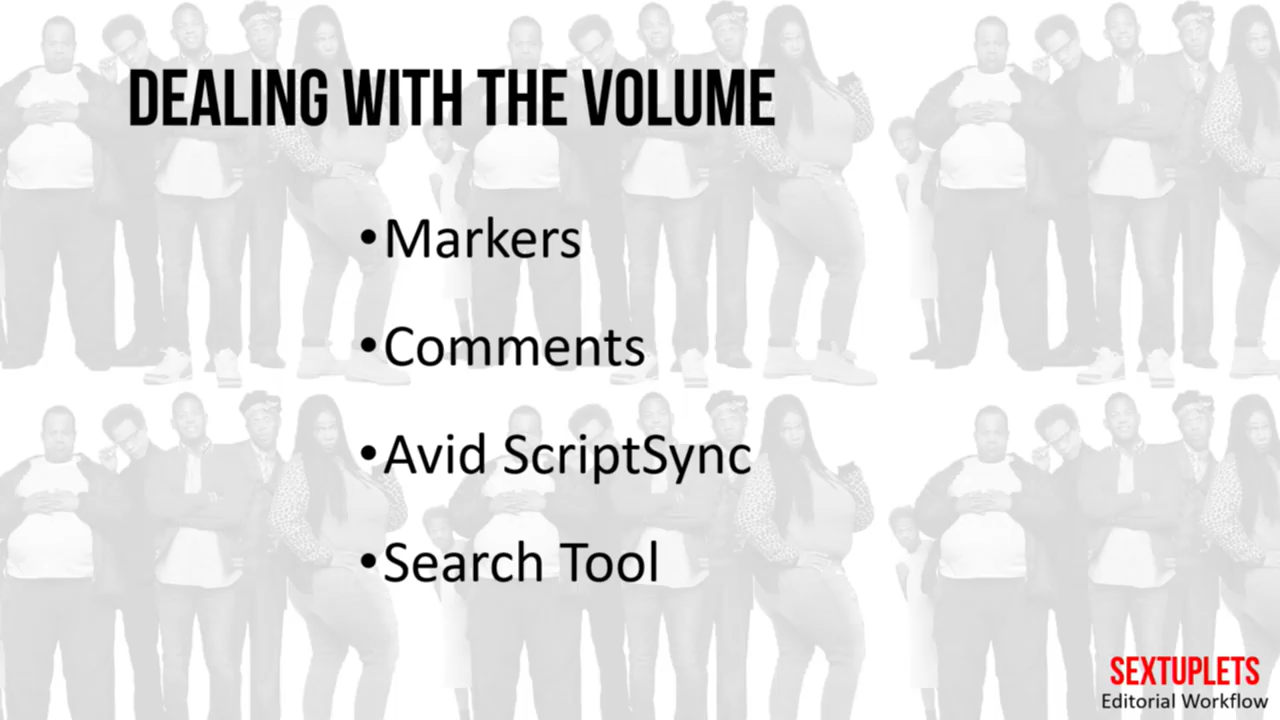 DEALING WITH THE VOLUME
•Markers
•Comments
•Avid ScriptSync
•Search Tool
SEXTUPLETS
Editorial Workflow